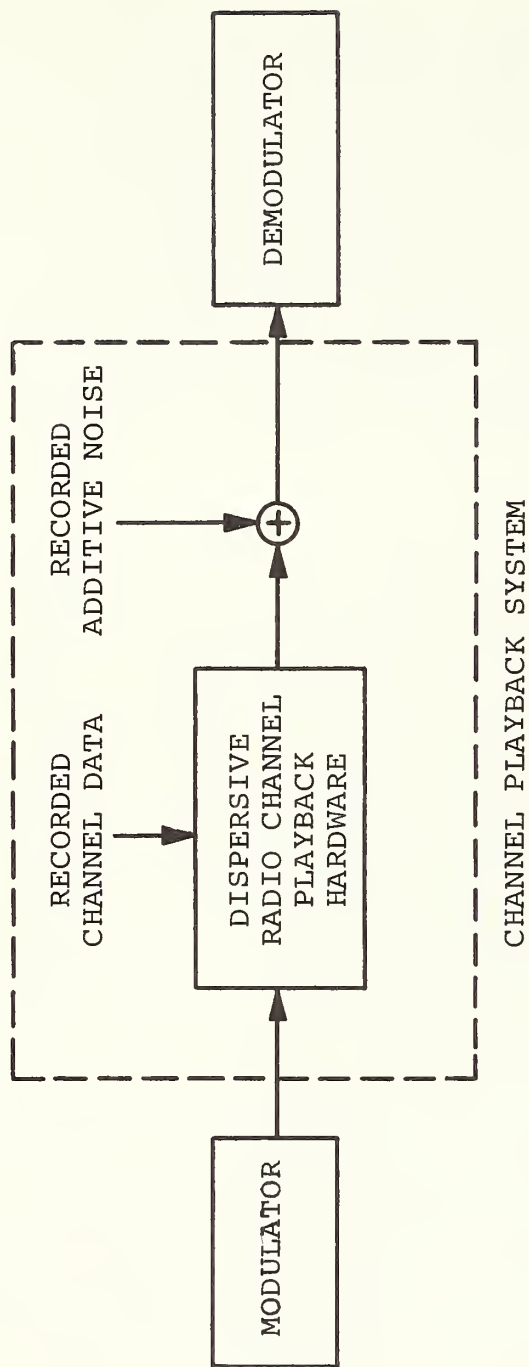 MODULATOR
RECORDED
CHANNEL DATA
DISPERSIVE
RADIO CHANNEL
PLAYBACK
HARDWARE
RECORDED
ADDITIVE NOISE
+
DEMODULATOR
CHANNEL PLAYBACK SYSTEM